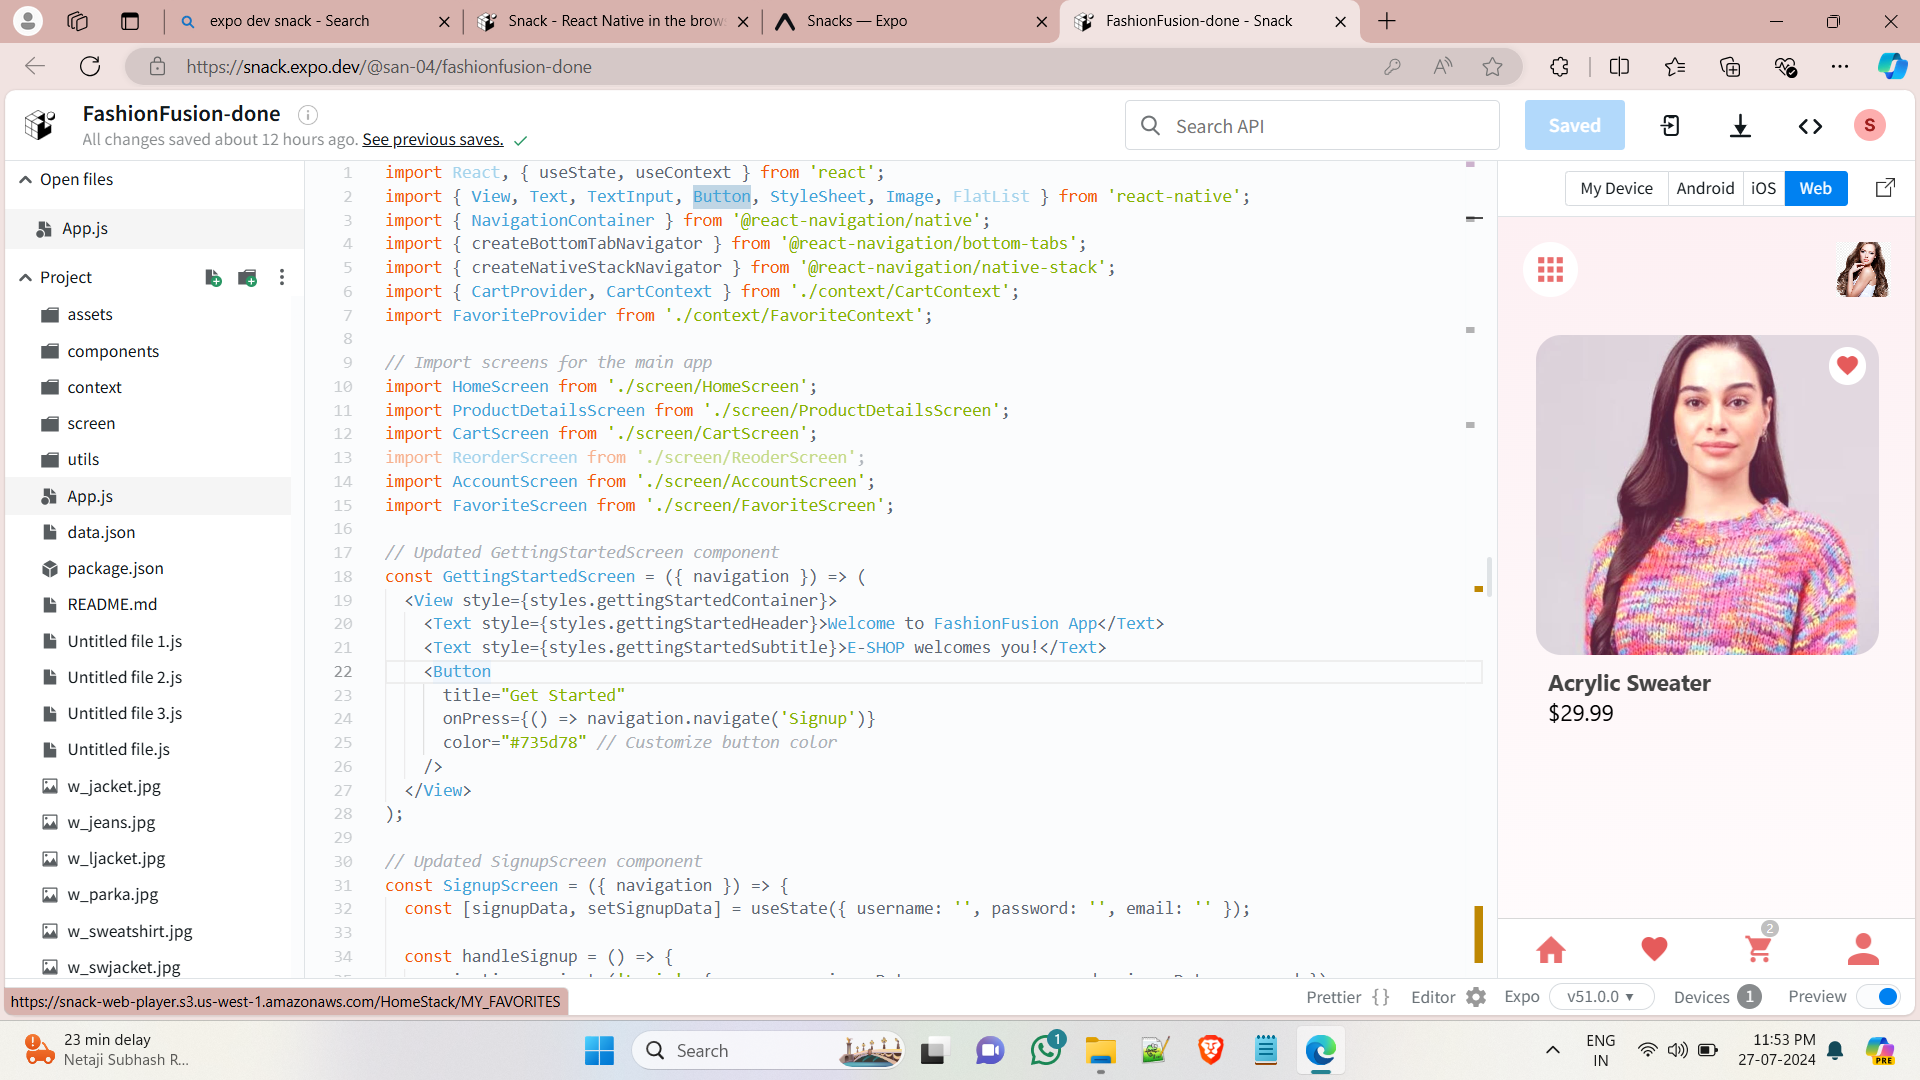 expo dev snack - Search
Snack - React Native in the brow
Snacks — Expo
FashionFusion-done - Snack
https://snack.expo.dev/@san-04/fashionfusion-done
FashionFusion-done
All changes saved about 12 hours ago. See previous saves.
Search API
Saved
S
Open files
App.js
Project
assets
components
context
screen
utils
App.js
data.json
package.json
README.md
Untitled file 1.js
Untitled file 2.js
Untitled file 3.js
Untitled file.js
w_jacket.jpg
w_jeans.jpg
w_ljacket.jpg
w_parka.jpg
w_sweatshirt.jpg
w_swjacket.jpg
1 import React, { useState, useContext } from 'react';
2 import { View, Text, TextInput, Button, StyleSheet, Image, FlatList } from 'react-native';
3 import { NavigationContainer } from '@react-navigation/native';
4 import { createBottomTabNavigator } from '@react-navigation/bottom-tabs';
5 import { createNativeStackNavigator } from '@react-navigation/native-stack';
6 import { CartProvider, CartContext } from './context/CartContext';
7 import FavoriteProvider from './context/FavoriteContext';
8
9 // Import screens for the main app
10 import HomeScreen from './screen/HomeScreen';
11 import ProductDetailsScreen from './screen/ProductDetailsScreen';
12 import CartScreen from './screen/CartScreen';
13 import ReorderScreen from './screen/ReoderScreen';
14 import AccountScreen from './screen/AccountScreen';
15 import FavoriteScreen from './screen/FavoriteScreen';
16
17 // Updated GettingStartedScreen component
18 const GettingStartedScreen = ({ navigation }) => (
19 <View style={styles.gettingStartedContainer}>
20 <Text style={styles.gettingStartedHeader}>Welcome to FashionFusion App</Text>
21 <Text style={styles.gettingStartedSubtitle}>E-SHOP welcomes you!</Text>
22 <Button
23 title="Get Started"
24 onPress={() => navigation.navigate('Signup')}
25 color="#735d78" // Customize button color
26 />
27 </View>
28 );
29
30 // Updated SignupScreen component
31 const SignupScreen = ({ navigation }) => {
32 const [signupData, setSignupData] = useState({ username: '', password: '', email: '' });
33
34 const handleSignup = () => {
My Device
Android
iOS
Web
Acrylic Sweater
$29.99
2
https://snack-web-player.s3.us-west-1.amazonaws.com/HomeStack/MY_FAVORITES
Prettier { }
Editor
Expo
v51.0.0
Devices 1
Preview
23 min delay
Netaji Subhash R...
Search
1
ENG
IN
11:53 PM
27-07-2024
PRE